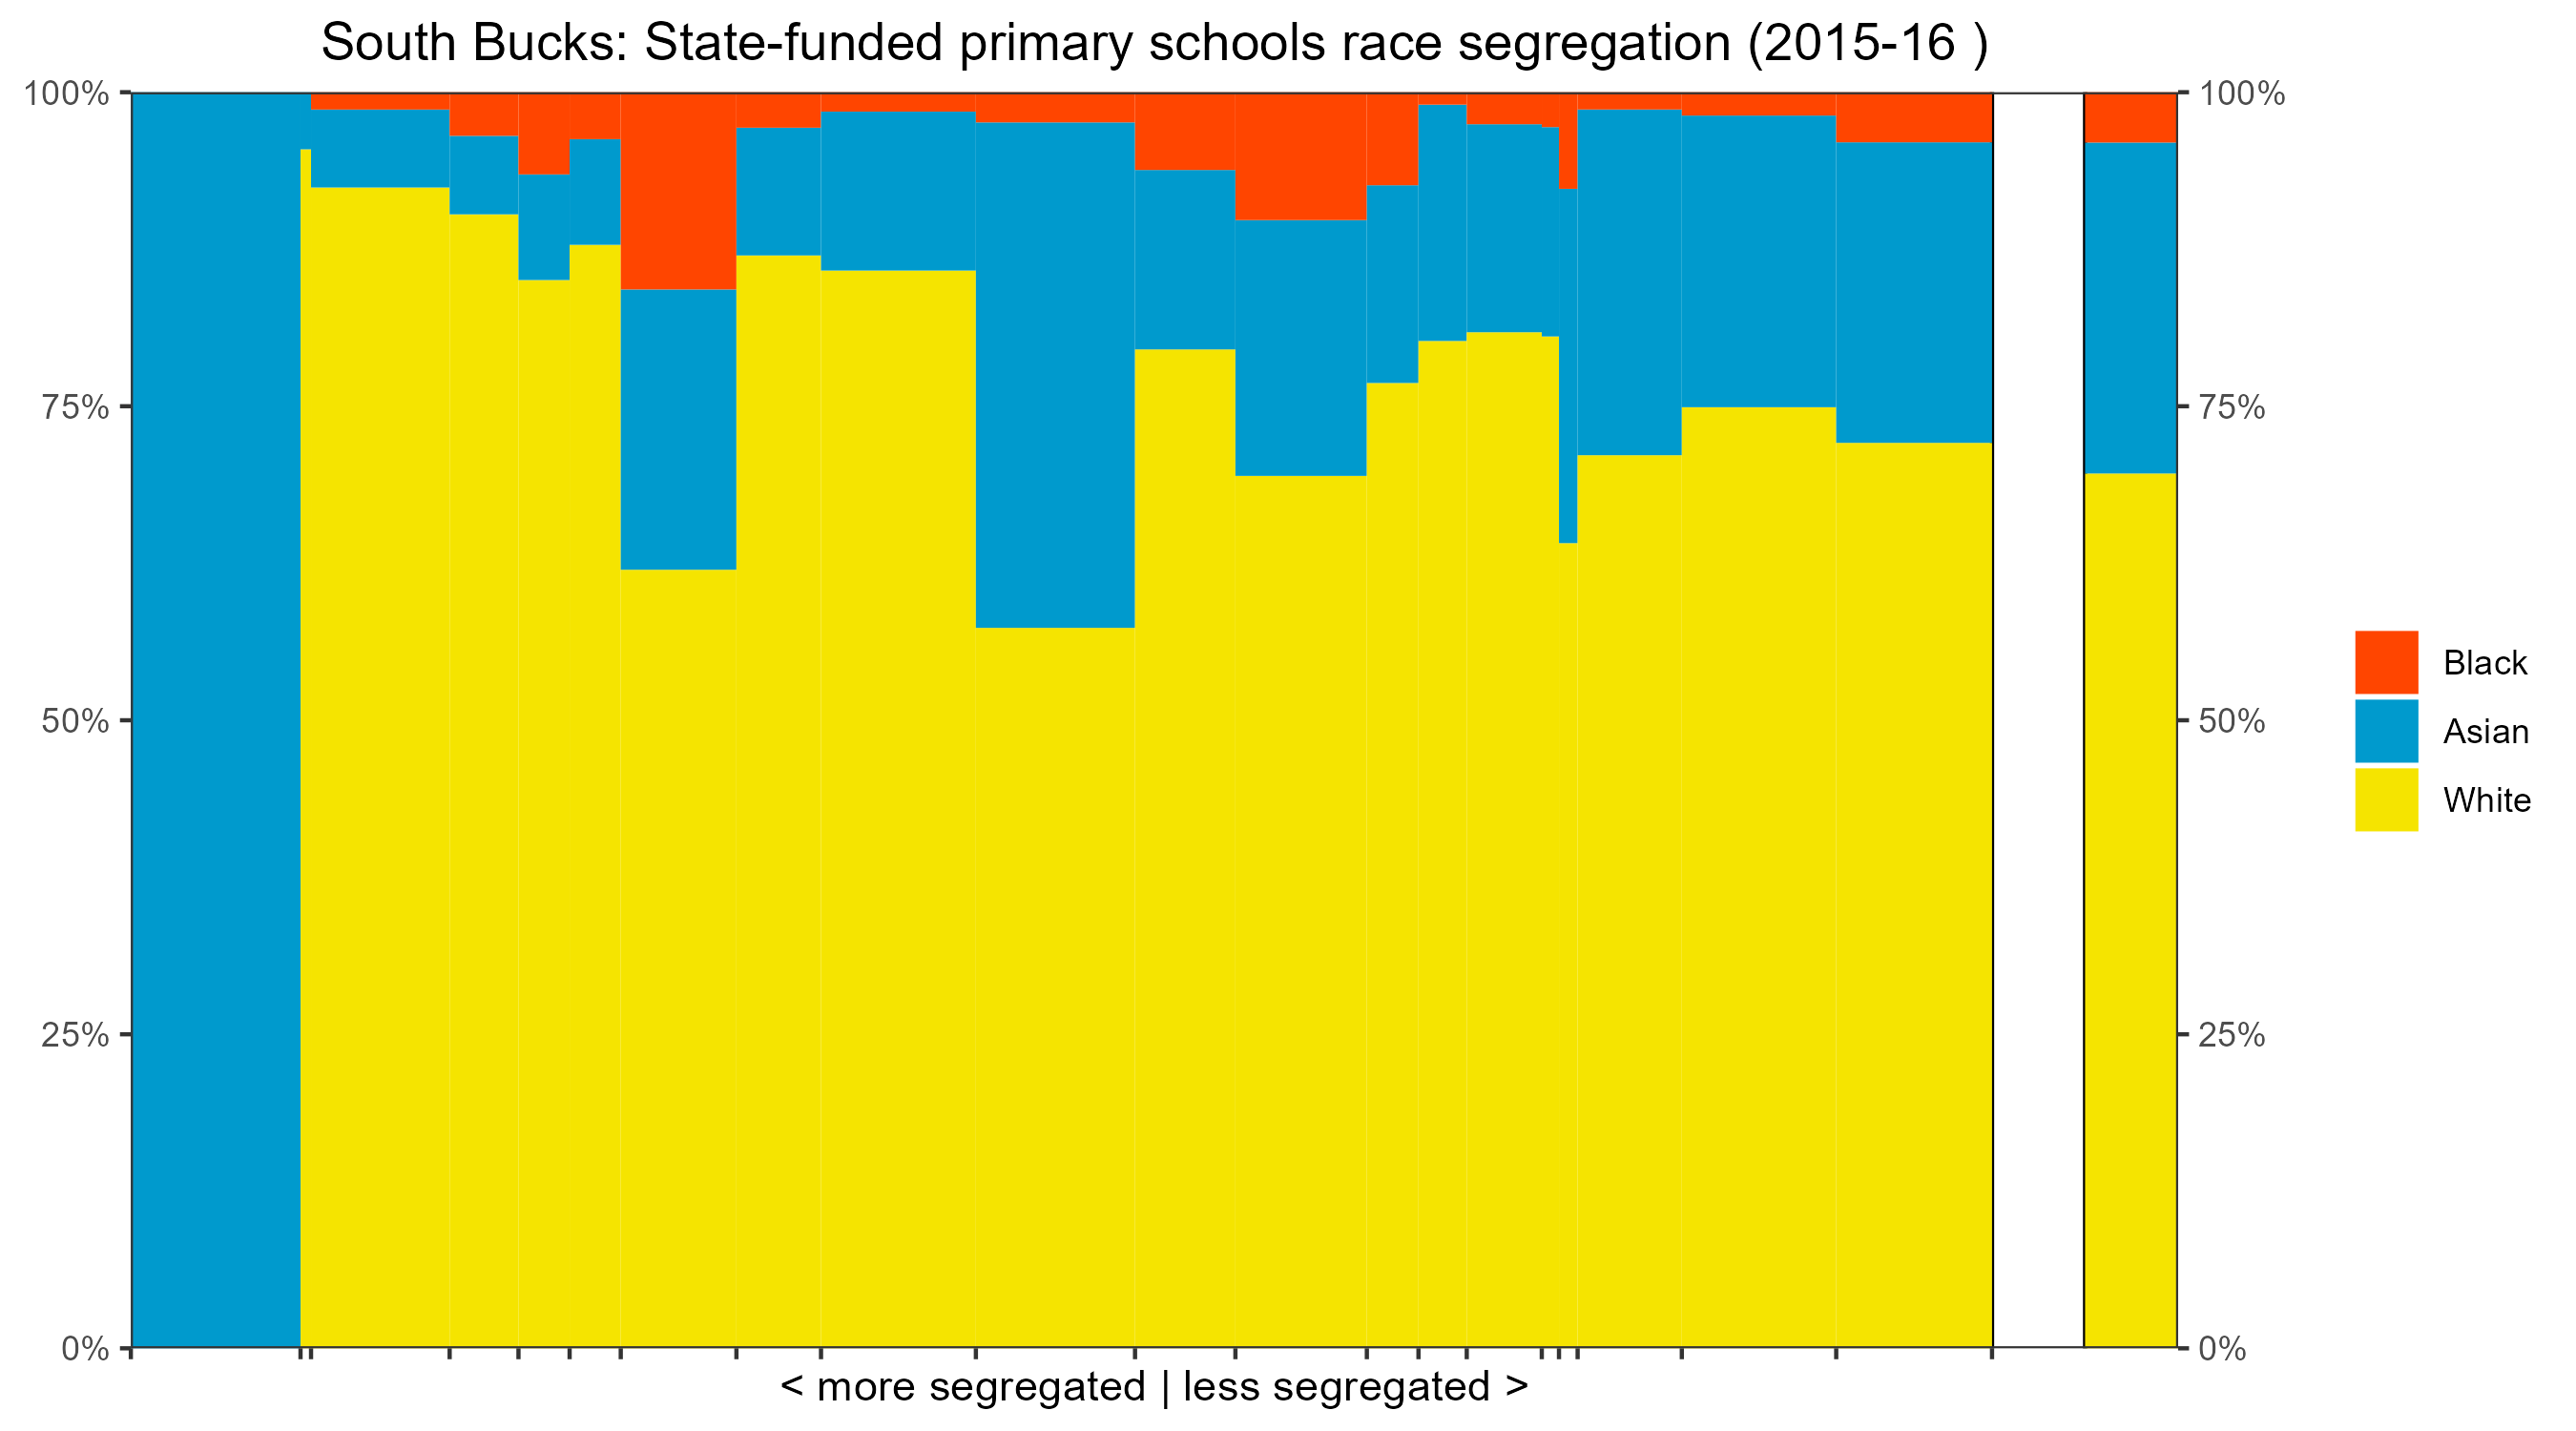 South Bucks: State-funded primary schools race segregation (2015-16 )
100%
75%
50%
25%
0%
100%
75%
50%
25%
0%
Black
Asian
White
< more segregated | less segregated >